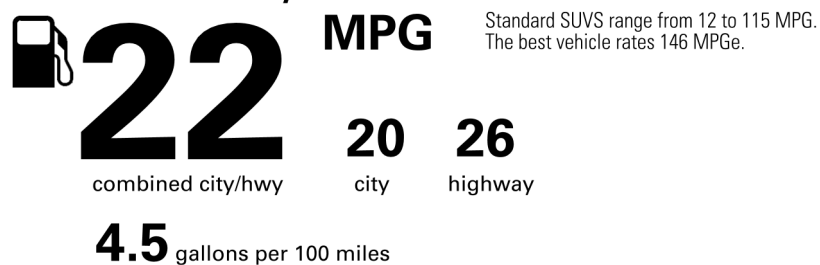 22 MPG
Standard SUVS range from 12 to 115 MPG.
The best vehicle rates 146 MPGe.
20 26
combined city/hwy city highway
4.5 gallons per 100 miles